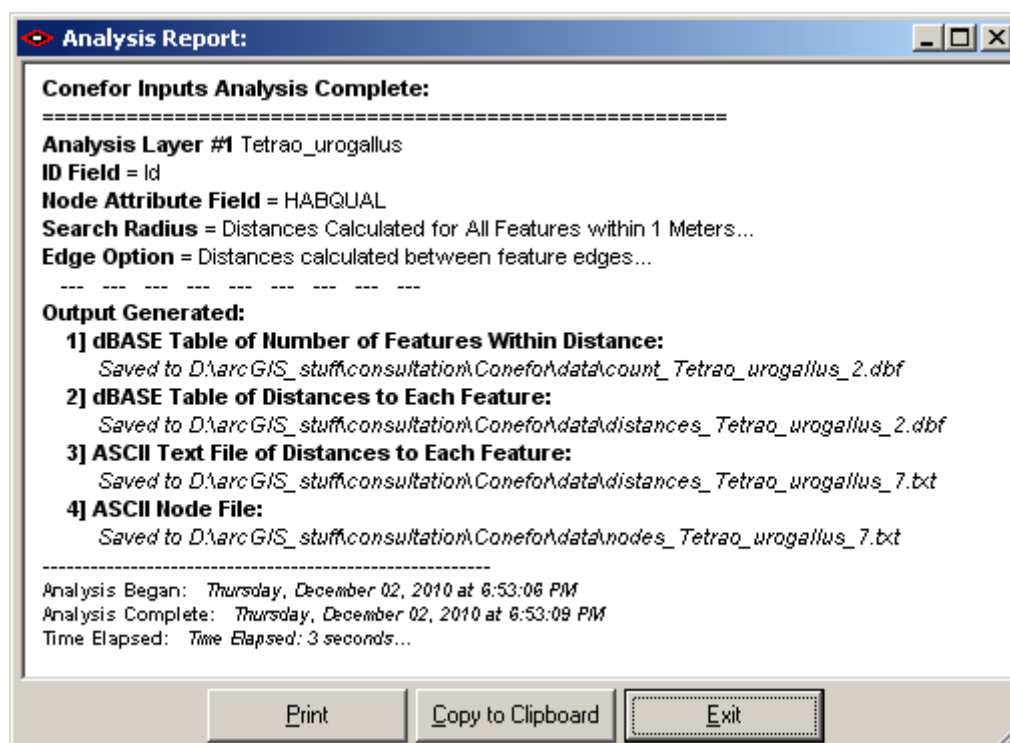 Analysis Report:
Conefor Inputs Analysis Complete:
=========================================================
Analysis Layer #1 Tetrao_urogallus
ID Field = Id
Node Attribute Field = HABQUAL
Search Radius = Distances Calculated for All Features within 1 Meters...
Edge Option = Distances calculated between feature edges...
--- --- --- --- --- --- --- --- ---
Output Generated:
1] dBASE Table of Number of Features Within Distance:
Saved to D:\arcGIS_stuff\consultation\Conefor\data\count_Tetrao_urogallus_2.dbf
2] dBASE Table of Distances to Each Feature:
Saved to D:\arcGIS_stuff\consultation\Conefor\data\distances_Tetrao_urogallus_2.dbf
3] ASCII Text File of Distances to Each Feature:
Saved to D:\arcGIS_stuff\consultation\Conefor\data\distances_Tetrao_urogallus_7.txt
4] ASCII Node File:
Saved to D:\arcGIS_stuff\consultation\Conefor\data\nodes_Tetrao_urogallus_7.txt
--------------------------------------------------------
Analysis Began: Thursday, December 02, 2010 at 6:53:06 PM
Analysis Complete: Thursday, December 02, 2010 at 6:53:09 PM
Time Elapsed: Time Elapsed: 3 seconds...
Print Copy to Clipboard Exit